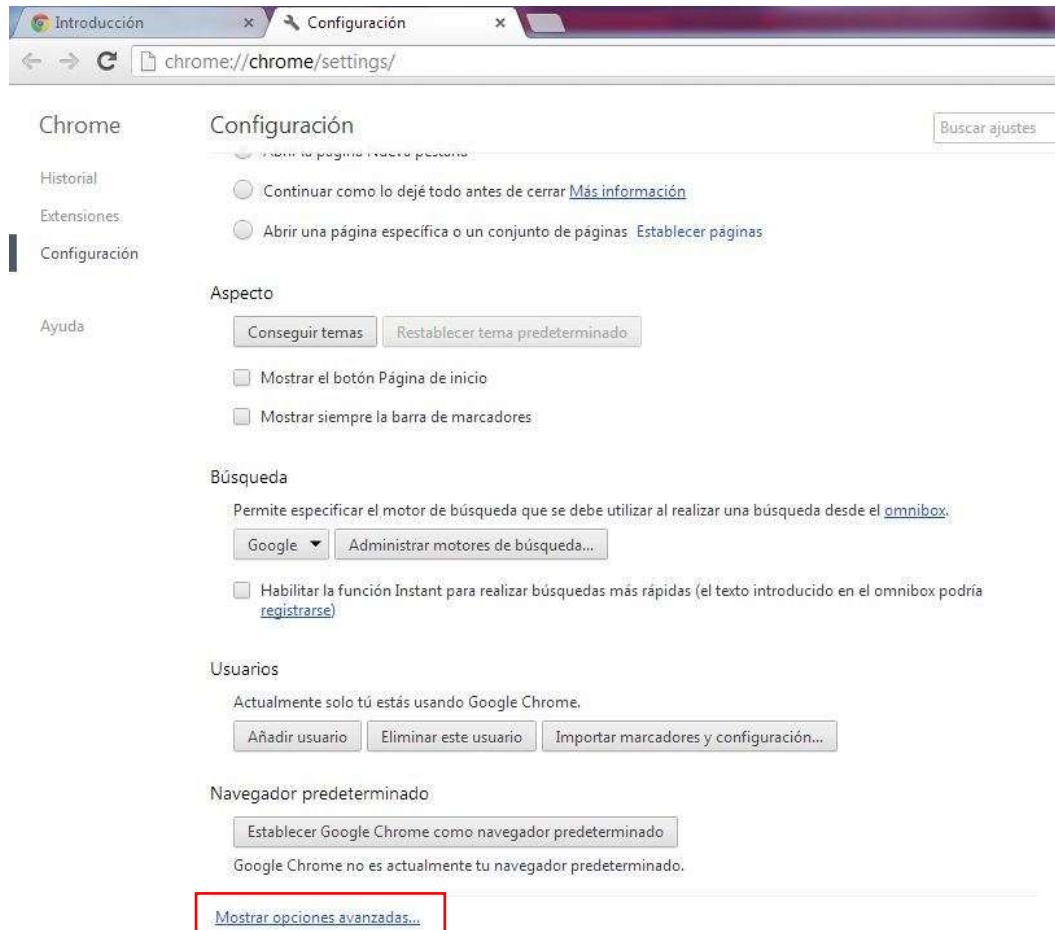 Introducción
Configuración
chrome://chrome/settings/
Chrome
Configuración
Buscar ajustes
Historial
Extensiones
Configuración
Ayuda
Abrir la página Nueva pestaña
Continuar como lo dejé todo antes de cerrar Más información
Abrir una página específica o un conjunto de páginas Establecer páginas
Aspecto
Conseguir temas Restablecer tema predeterminado
Mostrar el botón Página de inicio
Mostrar siempre la barra de marcadores
Búsqueda
Permite especificar el motor de búsqueda que se debe utilizar al realizar una búsqueda desde el omnibox.
Google Administrar motores de búsqueda...
Habilitar la función Instant para realizar búsquedas más rápidas (el texto introducido en el omnibox podría
registrarse)
Usuarios
Actualmente solo tú estás usando Google Chrome.
Añadir usuario Eliminar este usuario Importar marcadores y configuración...
Navegador predeterminado
Establecer Google Chrome como navegador predeterminado
Google Chrome no es actualmente tu navegador predeterminado.
Mostrar opciones avanzadas...